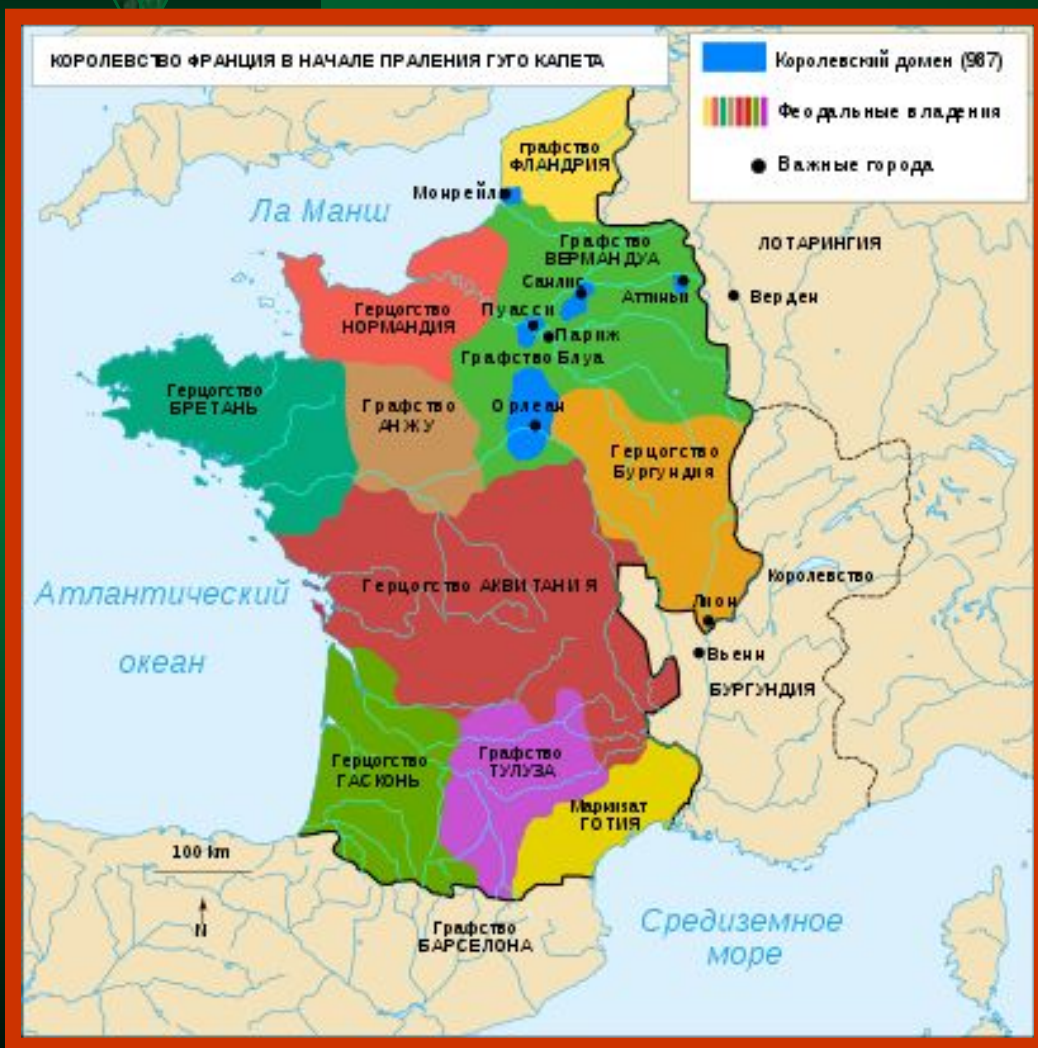 КОРОЛЕВСТВО ФРАНЦИЯ В НАЧАЛЕ ПРАЛЕНИЯ ГУГО КАПЕТА
Королевский домен (987)
Феодальные владения
Важные города
графство
ФЛАНДРИЯ
Монрейль
Ла Манш
Графство
ВЕРМАНДУА
ЛОТАРИНГИЯ
Санлис
Аттиньи
Верден
Герцогство
НОРМАНДИЯ
Пуасси
Париж
Графство Блуа
Герцогство
БРЕТАНЬ
Графство
АНЖУ
Орлеан
Герцогство
Бургундия
Атлантический
океан
Герцогство АКВИТАНИЯ
Королевство
Лион
Вьенн
БУРГУНДИЯ
Герцогство
ГАСКОНЬ
Графство
ТУЛУЗА
Маркизат
ГОТИЯ
100 km
N
Графство
БАРСЕЛОНА
Средиземное
море